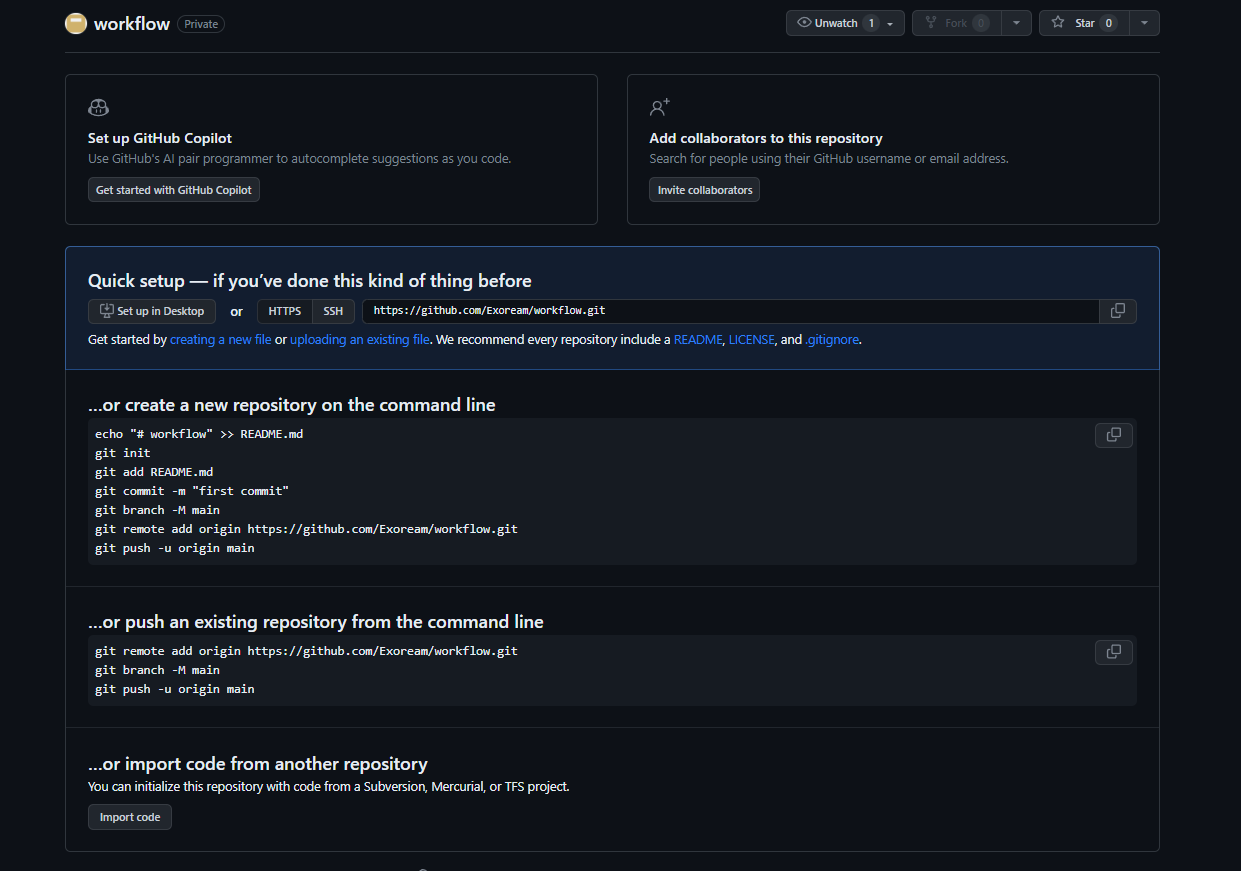 workflow Private Unwatch 1 Fork 0 Star 0
Set up GitHub Copilot
Use GitHub's AI pair programmer to autocomplete suggestions as you code.
Get started with GitHub Copilot
Add collaborators to this repository
Search for people using their GitHub username or email address.
Invite collaborators
Quick setup — if you’ve done this kind of thing before
Set up in Desktop or HTTPS SSH https://github.com/Exoream/workflow.git
Get started by creating a new file or uploading an existing file. We recommend every repository include a README, LICENSE, and .gitignore.
…or create a new repository on the command line
echo "# workflow" >> README.md
git init
git add README.md
git commit -m "first commit"
git branch -M main
git remote add origin https://github.com/Exoream/workflow.git
git push -u origin main
…or push an existing repository from the command line
git remote add origin https://github.com/Exoream/workflow.git
git branch -M main
git push -u origin main
…or import code from another repository
You can initialize this repository with code from a Subversion, Mercurial, or TFS project.
Import code